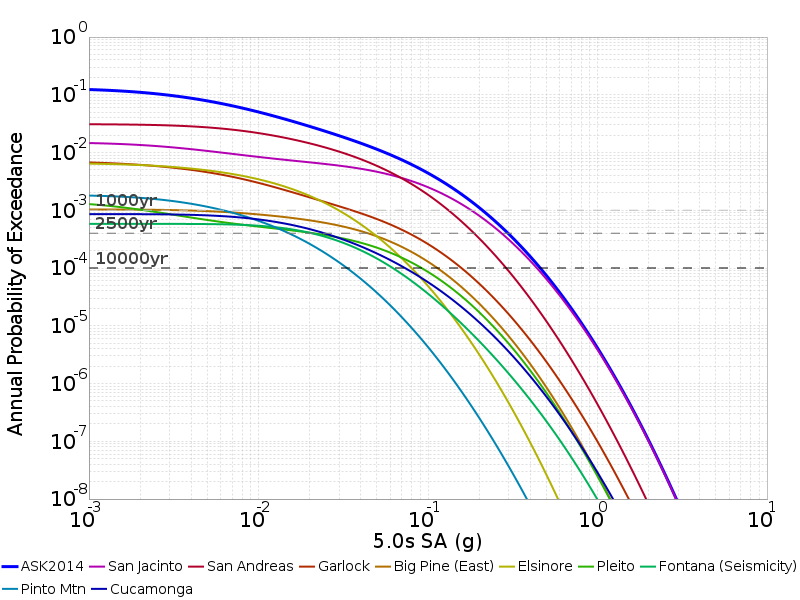 10^0
10^-1
10^-2
10^-3
10^-4
10^-5
10^-6
10^-7
10^-8
Annual Probability of Exceedance
1000yr
2500yr
10000yr
10^-3 10^-2 10^-1 10^0 10^1
5.0s SA (g)
ASK2014 San Jacinto San Andreas Garlock Big Pine (East) Elsinore Pleito Fontana (Seismicity)
Pinto Mtn Cucamonga